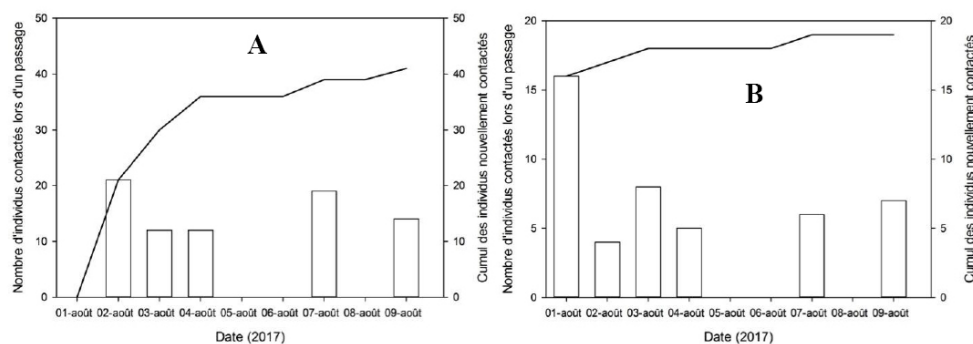 A
Nombre d'individus contactés lors d'un passage
50
40
30
20
10
0
Cumul des individus nouvellement contactés
50
40
30
20
10
0
01-août 02-août 03-août 04-août 05-août 06-août 07-août 08-août 09-août
Date (2017)
B
Nombre d'individus contactés lors d'un passage
20
15
10
5
0
Cumul des individus nouvellement contactés
20
15
10
5
0
01-août 02-août 03-août 04-août 05-août 06-août 07-août 08-août 09-août
Date (2017)